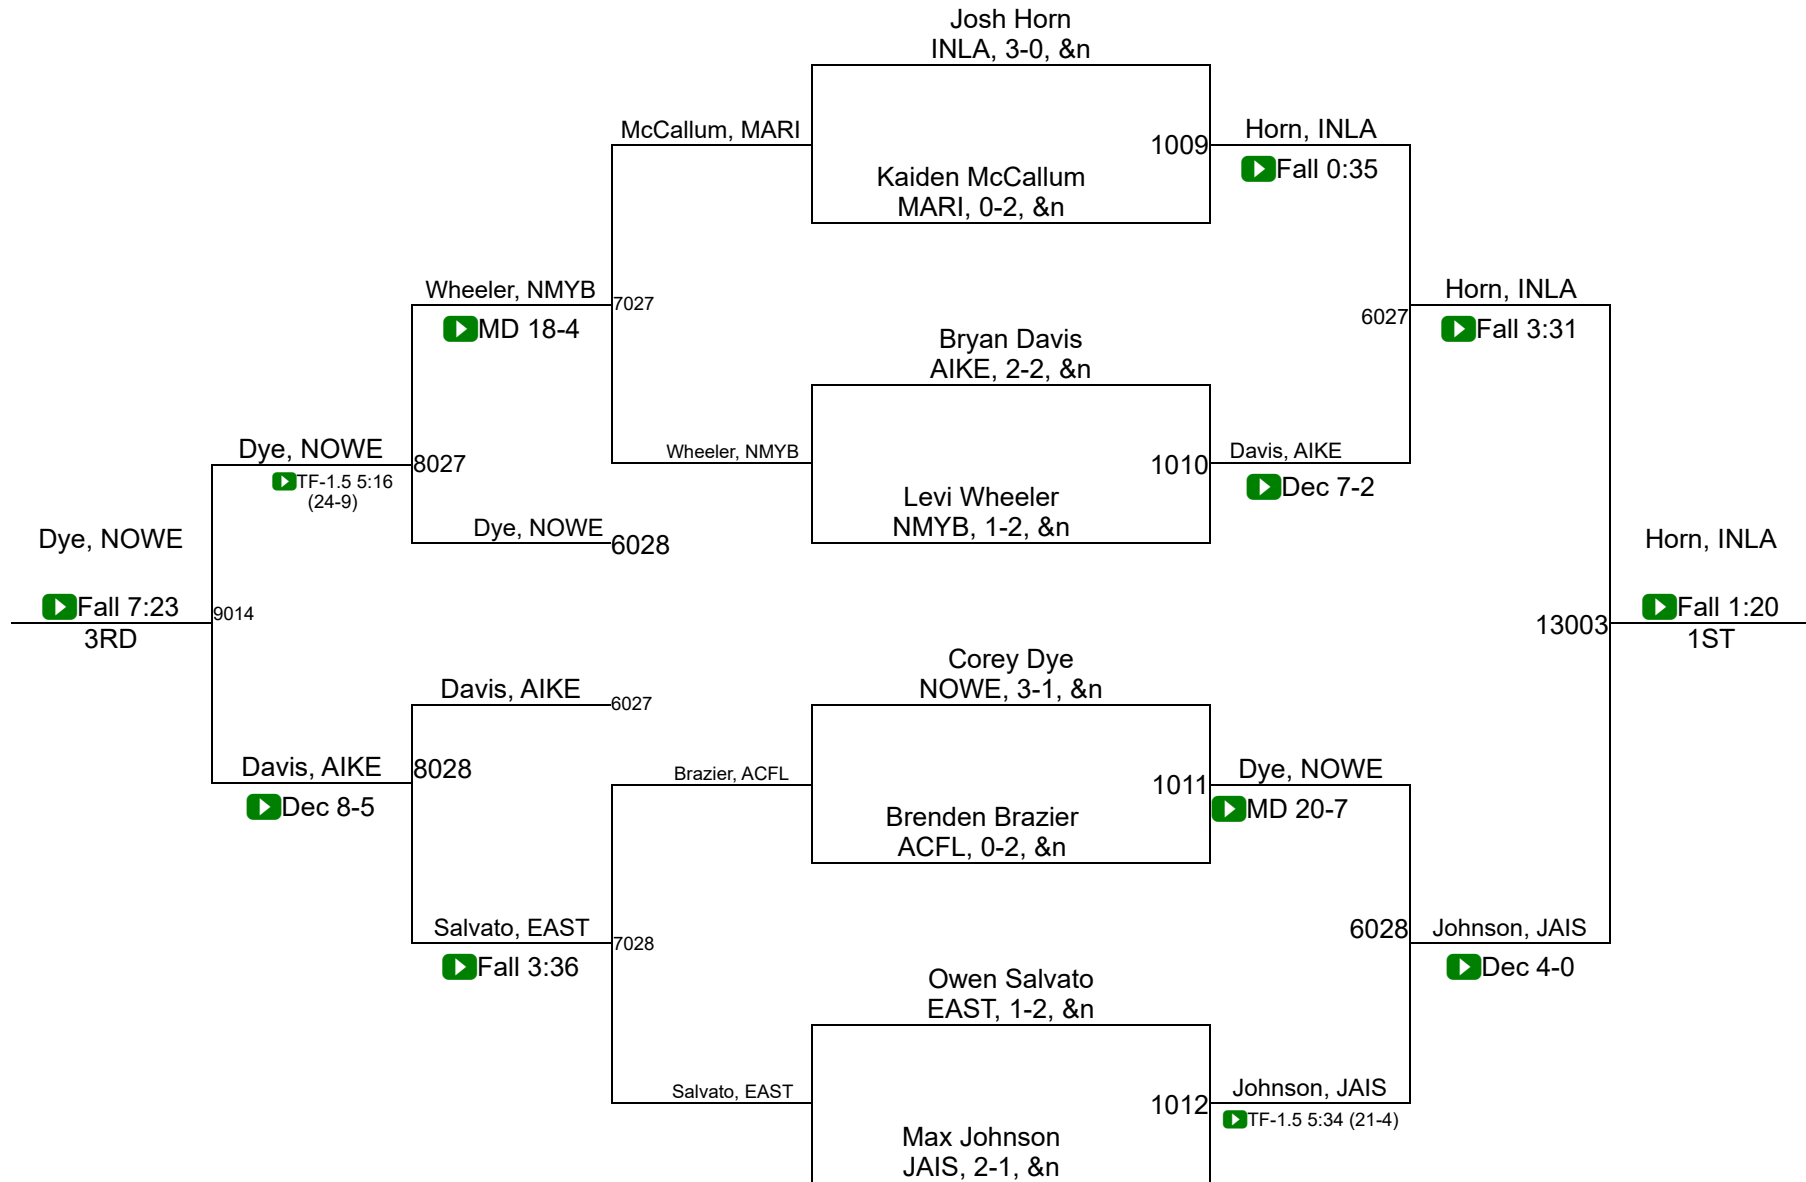 Josh Horn
INLA, 3-0, &n
McCallum, MARI
1009
Horn, INLA
Fall 0:35
Kaiden McCallum
MARI, 0-2, &n
Wheeler, NMYB
7027
MD 18-4
Horn, INLA
6027
Fall 3:31
Bryan Davis
AIKE, 2-2, &n
Dye, NOWE
8027
TF-1.5 5:16
(24-9)
Wheeler, NMYB
1010
Davis, AIKE
Dec 7-2
Levi Wheeler
NMYB, 1-2, &n
Dye, NOWE
Dye, NOWE
6028
Horn, INLA
Fall 7:23
9014
3RD
13003
Fall 1:20
1ST
Corey Dye
NOWE, 3-1, &n
Davis, AIKE
6027
Davis, AIKE
8028
Dec 8-5
Brazier, ACFL
1011
Dye, NOWE
MD 20-7
Brenden Brazier
ACFL, 0-2, &n
Salvato, EAST
7028
Fall 3:36
6028
Johnson, JAIS
Dec 4-0
Owen Salvato
EAST, 1-2, &n
Salvato, EAST
1012
Johnson, JAIS
TF-1.5 5:34 (21-4)
Max Johnson
JAIS, 2-1, &n